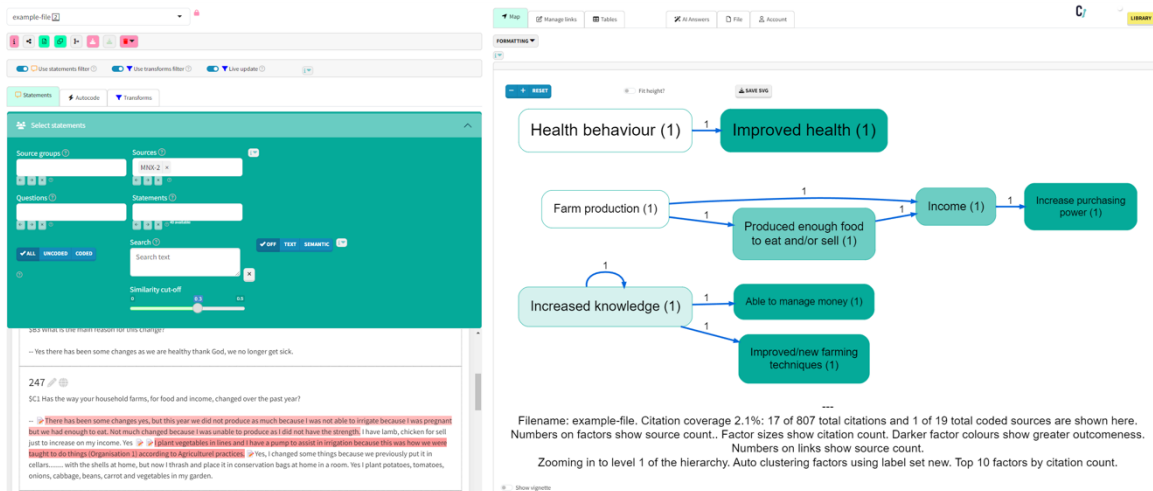 example-file 2
Use statements filter
Use transforms filter
Live update
Statements
Autocode
Transforms
Select statements
Source groups
Sources
MNX-2 ×
Questions
Statements
ALL UNCODED CODED
Search
Search text
OFF TEXT SEMANTIC
Similarity cut-off
0 0.3 0.8
$B3 What is the main reason for this change?
-- Yes there has been some changes as we are healthy thank God, we no longer get sick.
247
$C1 Has the way your household farms, for food and income, changed over the past year?
-- There has been some changes yes, but this year we did not produce as much because I was not able to irrigate because I was pregnant
but we had enough to eat. Not much changed because I was unable to produce as I did not have the strength. I have lamb, chicken for sell
just to increase on my income. Yes I plant vegetables in lines and I have a pump to assist in irrigation because this was how we were
taught to do things (Organisation 1) according to Agricultural practices. Yes, I changed some things because we previously put it in
cellars........ with the shells at home, but now I thrash and place it in conservation bags at home in a room. Yes I plant potatoes, tomatoes,
onions, cabbage, beans, carrot and vegetables in my garden.
Map
Manage links
Tables
AI Answers
File
Account
LIBRARY
FORMATTING
− + RESET
Fit height?
SAVE SVG
Health behaviour (1)
1
Improved health (1)
Farm production (1)
1
1
Produced enough food
to eat and/or sell (1)
1
Income (1)
1
Increase purchasing
power (1)
1
Increased knowledge (1)
1
Able to manage money (1)
1
Improved/new farming
techniques (1)
---
Filename: example-file. Citation coverage 2.1%: 17 of 807 total citations and 1 of 19 total coded sources are shown here.
Numbers on factors show source count.. Factor sizes show citation count. Darker factor colours show greater outcomeness.
Numbers on links show source count.
Zooming in to level 1 of the hierarchy. Auto clustering factors using label set new. Top 10 factors by citation count.
Show vignette